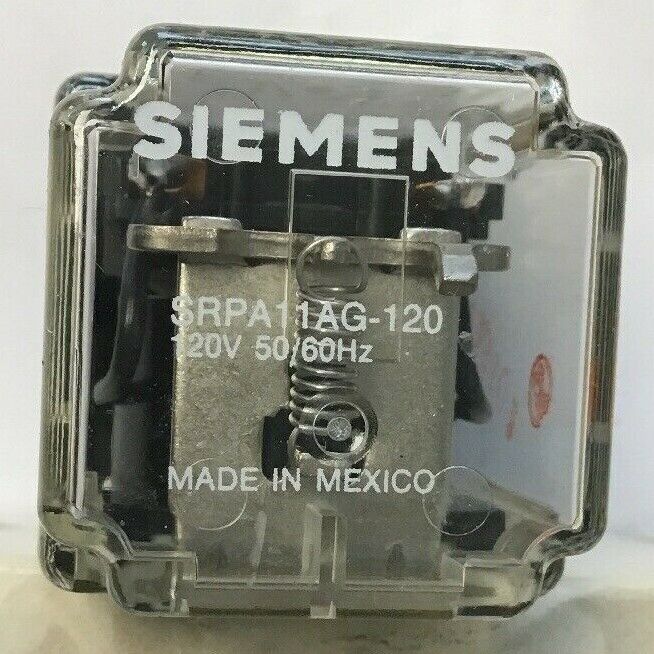 SIEMENS
SRPA11AG-120
120V 50/60Hz
MADE IN MEXICO